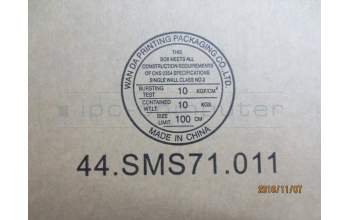 WAN DA PRINTING PACKAGING CO., LTD.
THIS
BOX MEETS ALL
CONSTRUCTION REQUIREMENTS
OF CNS 2354 SPECIFICATIONS
SINGLE WALL CLASS NO.3
BURSTING TEST 10 KGF/CM²
CONTAINED WT.LT. 10 KGS
SIZE LIMIT: 100 CM
MADE IN CHINA
44.SMS71.011
2016/11/07